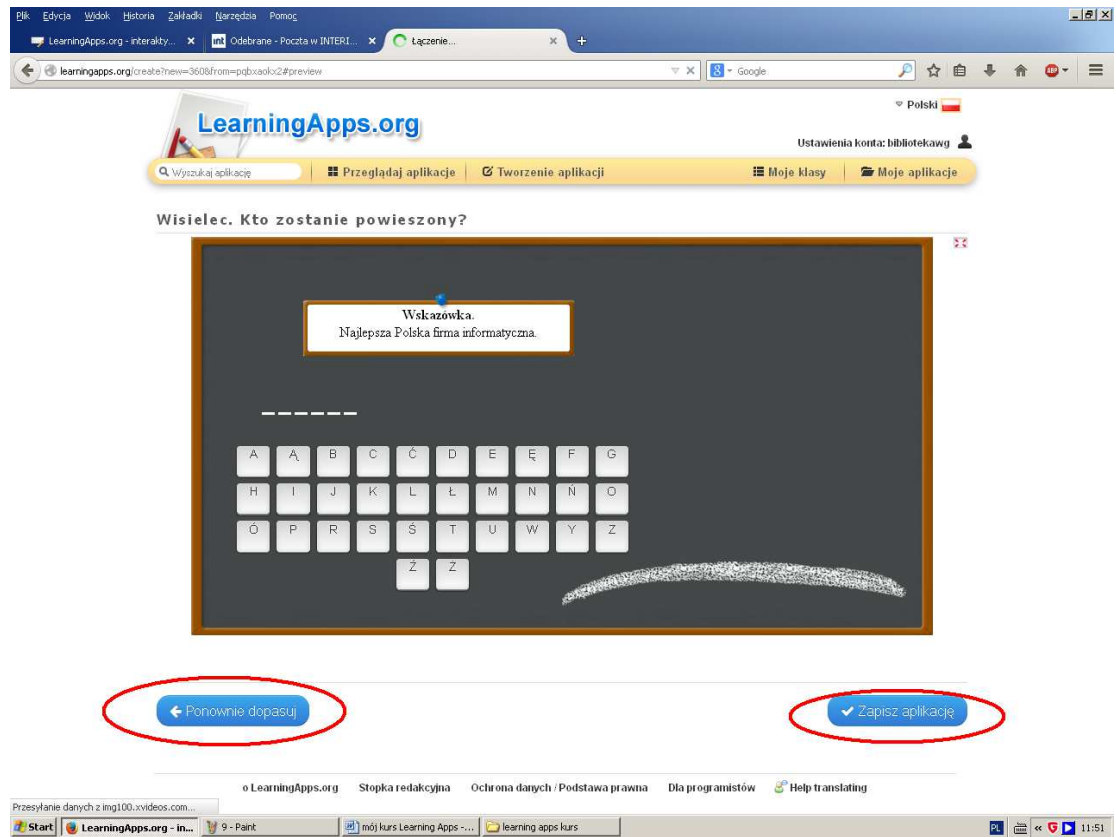 Plik Edycja Widok Historia Zakładki Narzędzia Pomoc
LearningApps.org - interakty... int Odebrane - Poczta w INTERI... Łączenie...
learningapps.org/create?new=360&from=pqbxaokx2#preview Google
LearningApps.org
Polski
Ustawienia konta: bibliotekawg
Wyszukaj aplikację Przeglądaj aplikacje Tworzenie aplikacji Moje klasy Moje aplikacje
Wisielec. Kto zostanie powieszony?
Wskazówka.
Najlepsza Polska firma informatyczna.
A Ą B C Ć D E Ę F G
H I J K L Ł M N Ń O
Ó P R S Ś T U W Y Z
Ponownie dopasuj Zapisz aplikację
o LearningApps.org Stopka redakcyjna Ochrona danych / Podstawa prawna Dla programistów Help translating
Przesyłanie danych z img100.xvideos.com...
Start LearningApps.org - in... 9 - Paint mój kurs Learning Apps -... learning apps kurs PL « 11:51